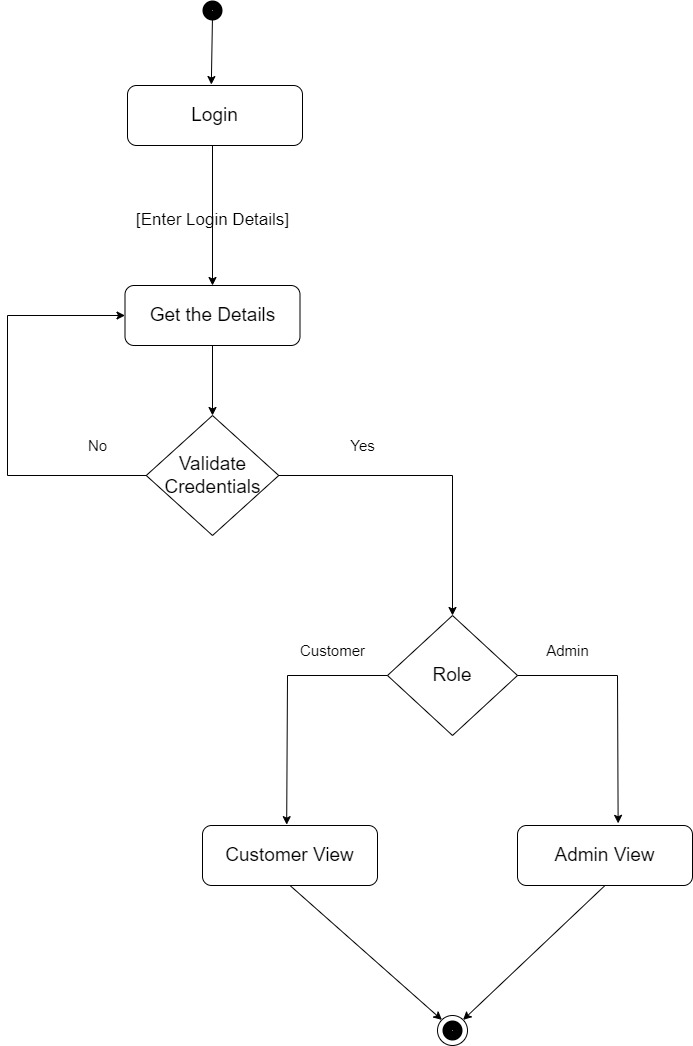 Login
[Enter Login Details]
Get the Details
No
Yes
Validate
Credentials
Customer
Admin
Role
Customer View
Admin View